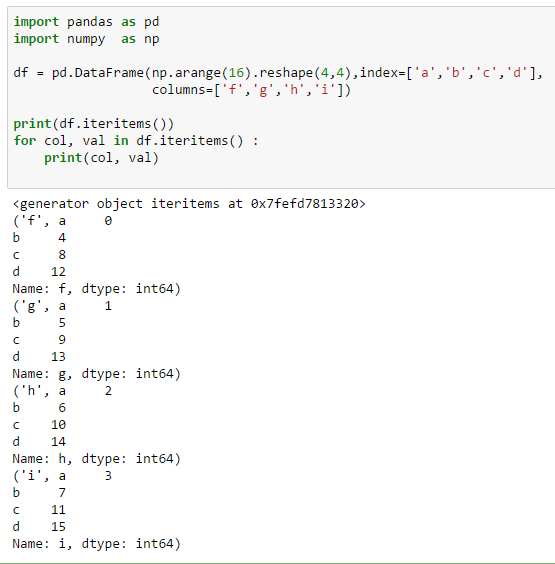 import pandas as pd
import numpy  as np
df = pd.DataFrame(np.arange(16).reshape(4,4),index=['a','b','c','d'],
                  columns=['f','g','h','i'])
print(df.iteritems())
for col, val in df.iteritems() :
    print(col, val)
<generator object iteritems at 0x7fefd7813320>
('f', a     0
b     4
c     8
d    12
Name: f, dtype: int64)
('g', a     1
b     5
c     9
d    13
Name: g, dtype: int64)
('h', a     2
b     6
c    10
d    14
Name: h, dtype: int64)
('i', a     3
b     7
c    11
d    15
Name: i, dtype: int64)